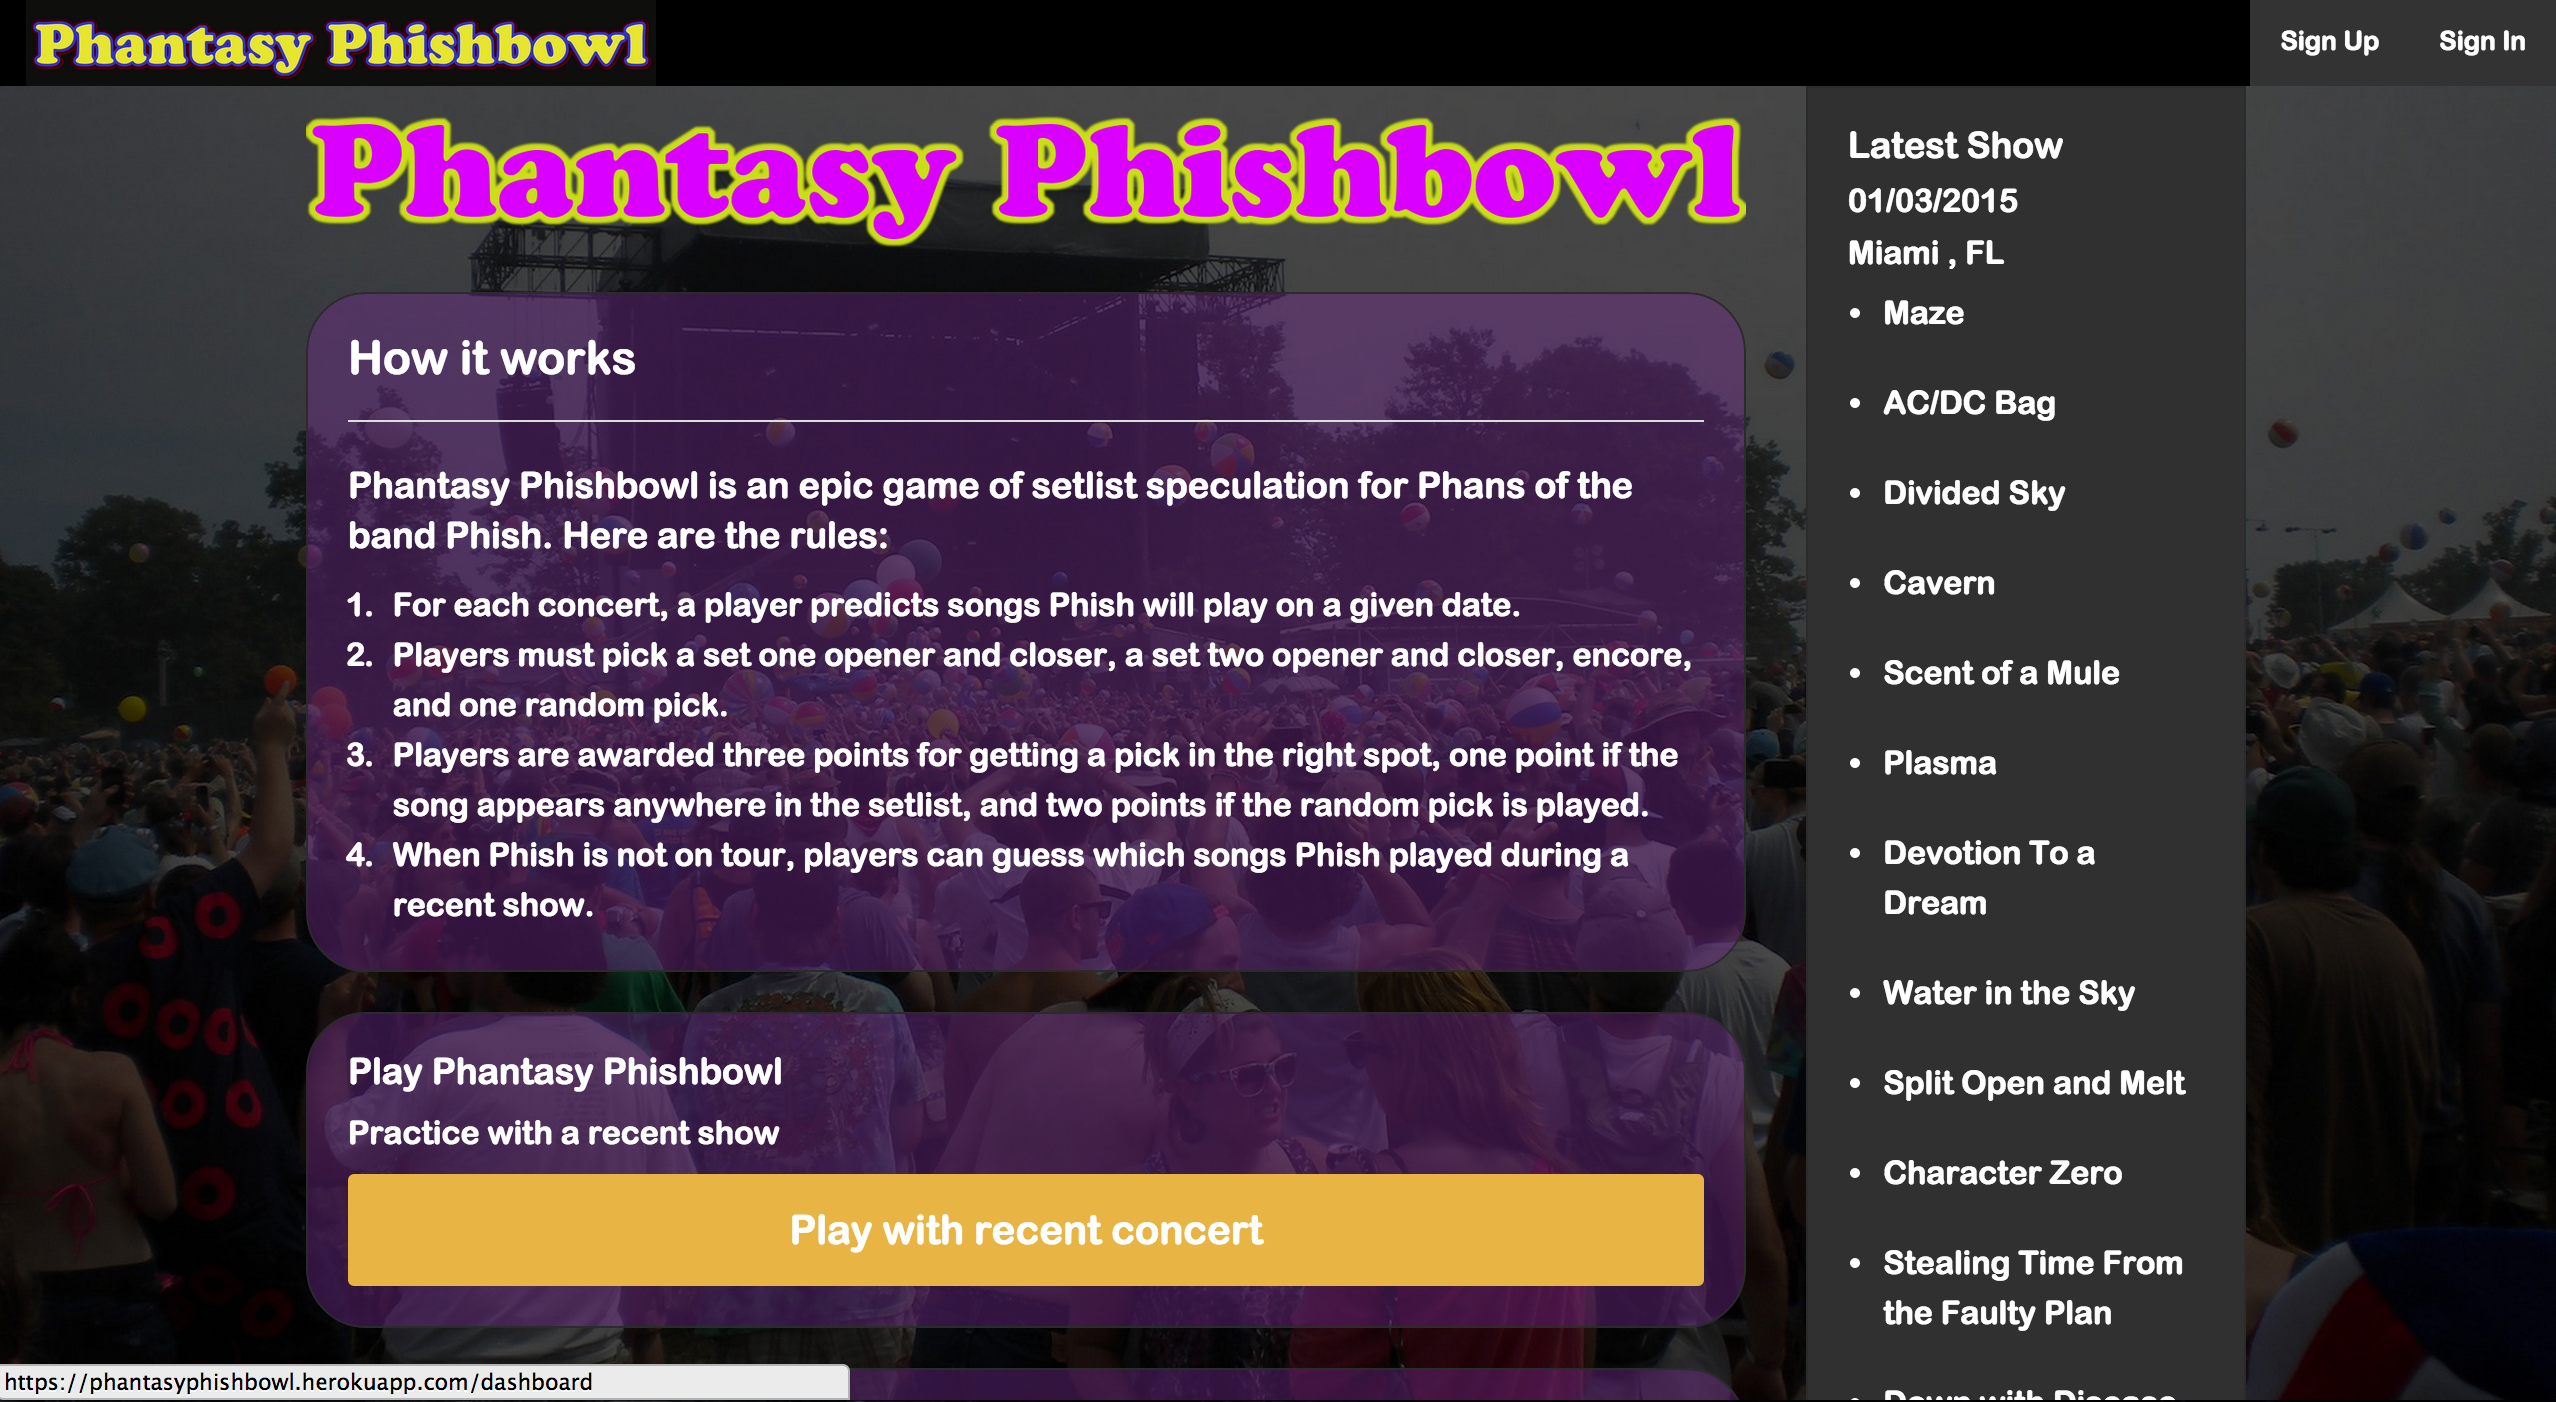 Phantasy Phishbowl
Sign Up
Sign In
Phantasy Phishbowl
How it works
Phantasy Phishbowl is an epic game of setlist speculation for Phans of the
band Phish. Here are the rules:
1. For each concert, a player predicts songs Phish will play on a given date.
2. Players must pick a set one opener and closer, a set two opener and closer, encore,
and one random pick.
3. Players are awarded three points for getting a pick in the right spot, one point if the
song appears anywhere in the setlist, and two points if the random pick is played.
4. When Phish is not on tour, players can guess which songs Phish played during a
recent show.
Play Phantasy Phishbowl
Practice with a recent show
Play with recent concert
Latest Show
01/03/2015
Miami , FL
• Maze
• AC/DC Bag
• Divided Sky
• Cavern
• Scent of a Mule
• Plasma
• Devotion To a
Dream
• Water in the Sky
• Split Open and Melt
• Character Zero
• Stealing Time From
the Faulty Plan
• Down with Disease
https://phantasyphishbowl.herokuapp.com/dashboard